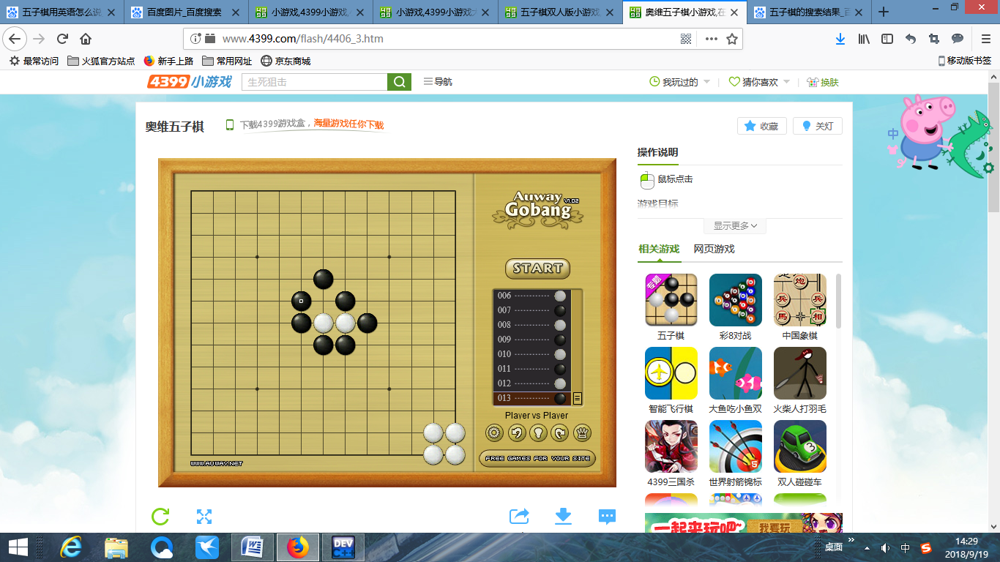 五子棋用英语怎么说
百度图片_百度搜索
小游戏,4399小游戏,
小游戏,4399小游戏大
五子棋双人版小游戏,
奥维五子棋小游戏,在
五子棋的搜索结果_百
www.4399.com/flash/4406_3.htm
最常访问
火狐官方站点
新手上路
常用网址
京东商城
移动版书签
4399小游戏
生死狙击
导航
我玩过的
猜你喜欢
换肤
奥维五子棋
下载4399游戏盒，海量游戏任你下载
收藏
关灯
中
操作说明
鼠标点击
游戏目标
显示更多
相关游戏
网页游戏
Auway V1.02
Gobang
START
006
007
008
009
010
011
012
013
Player vs Player
FREE GAMES FOR YOUR SITE
WWW.AUWAY.NET
专题
五子棋
彩8对战
炮
兵
兵
馬
相
中国象棋
智能飞行棋
大鱼吃小鱼双
火柴人打羽毛
4399三国杀
世界射箭锦标
3
双人碰碰车
一起来玩吧~
我要玩
DEV
C++
桌面
中
14:29
2018/9/19